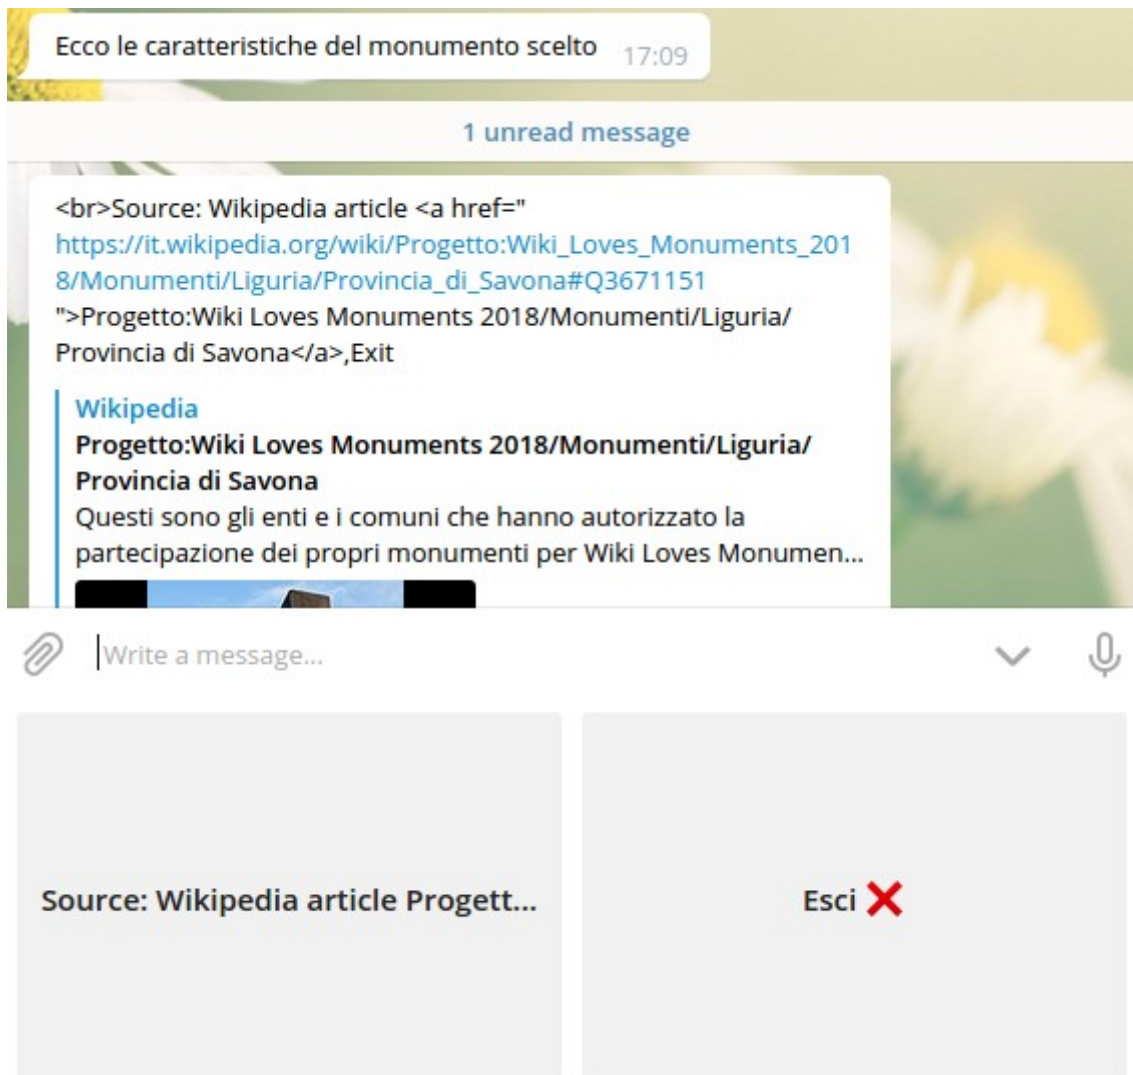 Ecco le caratteristiche del monumento scelto 17:09
1 unread message
<br>Source: Wikipedia article <a href="
https://it.wikipedia.org/wiki/Progetto:Wiki_Loves_Monuments_201
8/Monumenti/Liguria/Provincia_di_Savona#Q3671151
">Progetto:Wiki Loves Monuments 2018/Monumenti/Liguria/
Provincia di Savona</a>,Exit
Wikipedia
Progetto:Wiki Loves Monuments 2018/Monumenti/Liguria/
Provincia di Savona
Questi sono gli enti e i comuni che hanno autorizzato la
partecipazione dei propri monumenti per Wiki Loves Monumen...
Write a message...
Source: Wikipedia article Progett...
Esci ❌